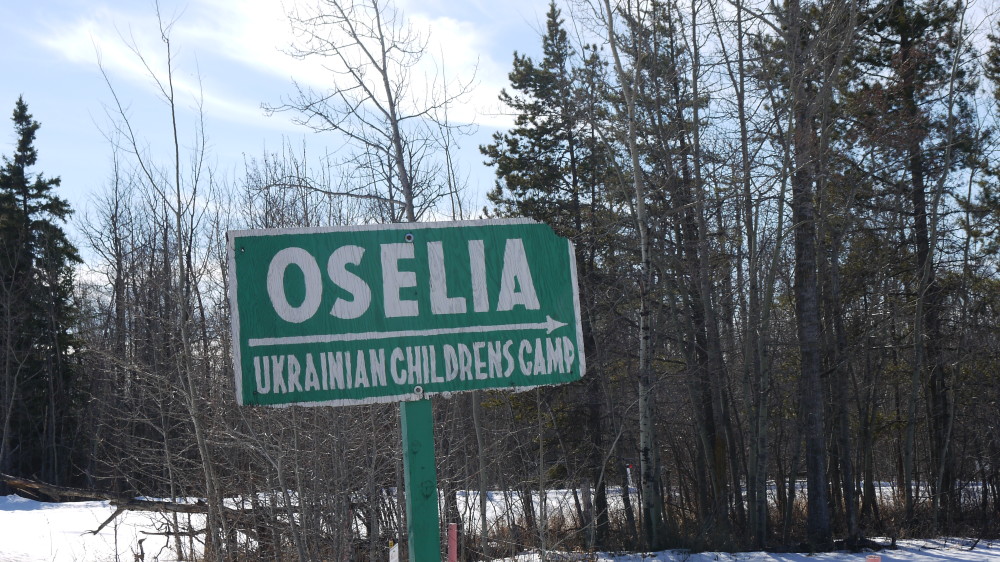 OSELIA
UKRAINIAN CHILDRENS CAMP